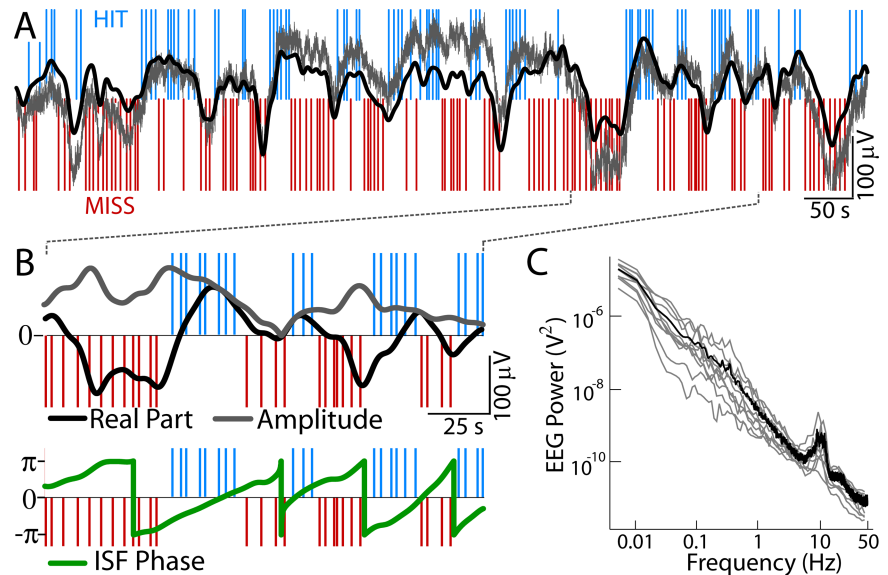 A
HIT
MISS
100 µV
50 s
B
0
100 µV
Real Part
Amplitude
25 s
π
0
-π
ISF Phase
C
EEG Power (V²)
10⁻⁶
10⁻⁸
10⁻¹⁰
0.01 0.1 1 10 50
Frequency (Hz)